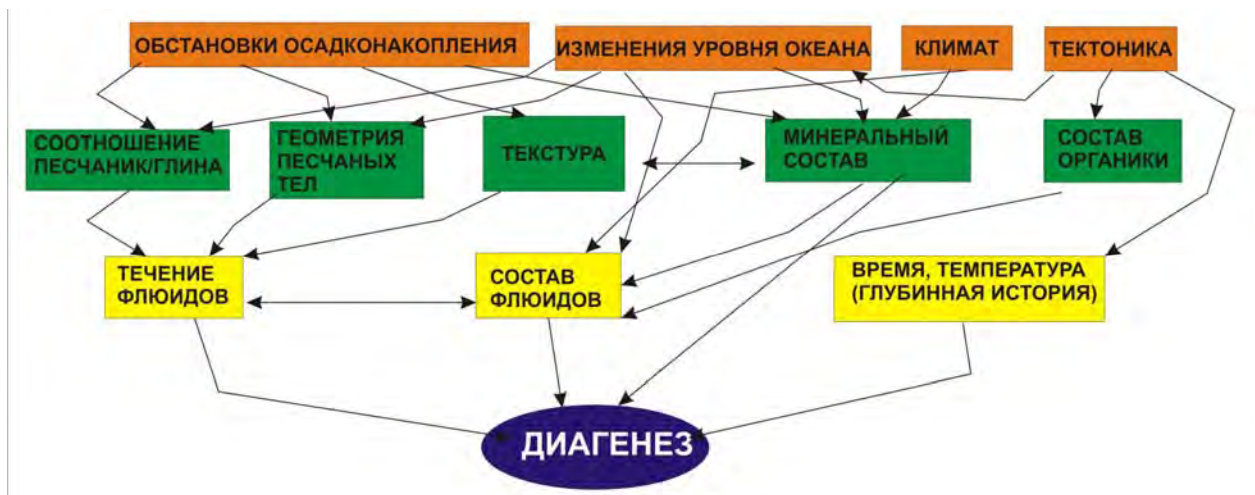 ОБСТАНОВКИ ОСАДКОНАКОПЛЕНИЯ
ИЗМЕНЕНИЯ УРОВНЯ ОКЕАНА
КЛИМАТ
ТЕКТОНИКА
СООТНОШЕНИЕ
ПЕСЧАНИК/ГЛИНА
ГЕОМЕТРИЯ
ПЕСЧАНЫХ
ТЕЛ
ТЕКСТУРА
МИНЕРАЛЬНЫЙ
СОСТАВ
СОСТАВ
ОРГАНИКИ
ТЕЧЕНИЕ
ФЛЮИДОВ
СОСТАВ
ФЛЮИДОВ
ВРЕМЯ, ТЕМПЕРАТУРА
(ГЛУБИННАЯ ИСТОРИЯ)
ДИАГЕНЕЗ